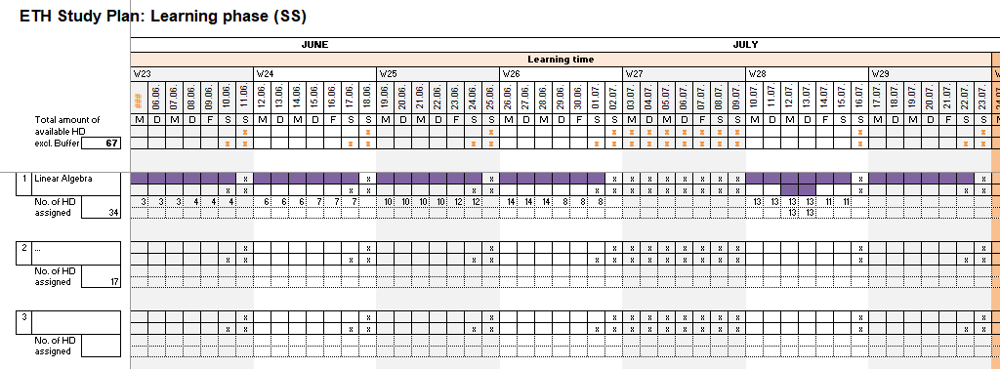 ETH Study Plan: Learning phase (SS)
JUNE JULY
Learning time
W23 W24 W25 W26 W27 W28 W29 W
### 06.06. 07.06. 08.06. 09.06. 10.06. 11.06. 12.06. 13.06. 14.06. 15.06. 16.06. 17.06. 18.06. 19.06. 20.06. 21.06. 22.06. 23.06. 24.06. 25.06. 26.06. 27.06. 28.06. 29.06. 30.06. 01.07. 02.07. 03.07. 04.07. 05.07. 06.07. 07.07. 08.07. 09.07. 10.07. 11.07. 12.07. 13.07. 14.07. 15.07. 16.07. 17.07. 18.07. 19.07. 20.07. 21.07. 22.07. 23.07. 24.07.
Total amount of M D M D F S S M D M D F S S M D M D F S S M D M D F S S M D M D F S S M D M D F S S M D M D F S S M
available HD x x x x x x x x x x x x x
excl. Buffer 67 x x x x x x x x x x x x x x x x x x
1 Linear Algebra x x x x x x x x x x x x x
x x x x x x x x x x x x x x x x x x
No. of HD 3 3 3 4 4 4 6 6 6 7 7 7 10 10 10 10 12 12 14 14 14 8 8 8 13 13 13 13 11 11
assigned 34 13 13
2 ... x x x x x x x x x x x x x
x x x x x x x x x x x x x x x x x x
No. of HD
assigned 17
3 x x x x x x x x x x x x x
x x x x x x x x x x x x x x x x x x
No. of HD
assigned